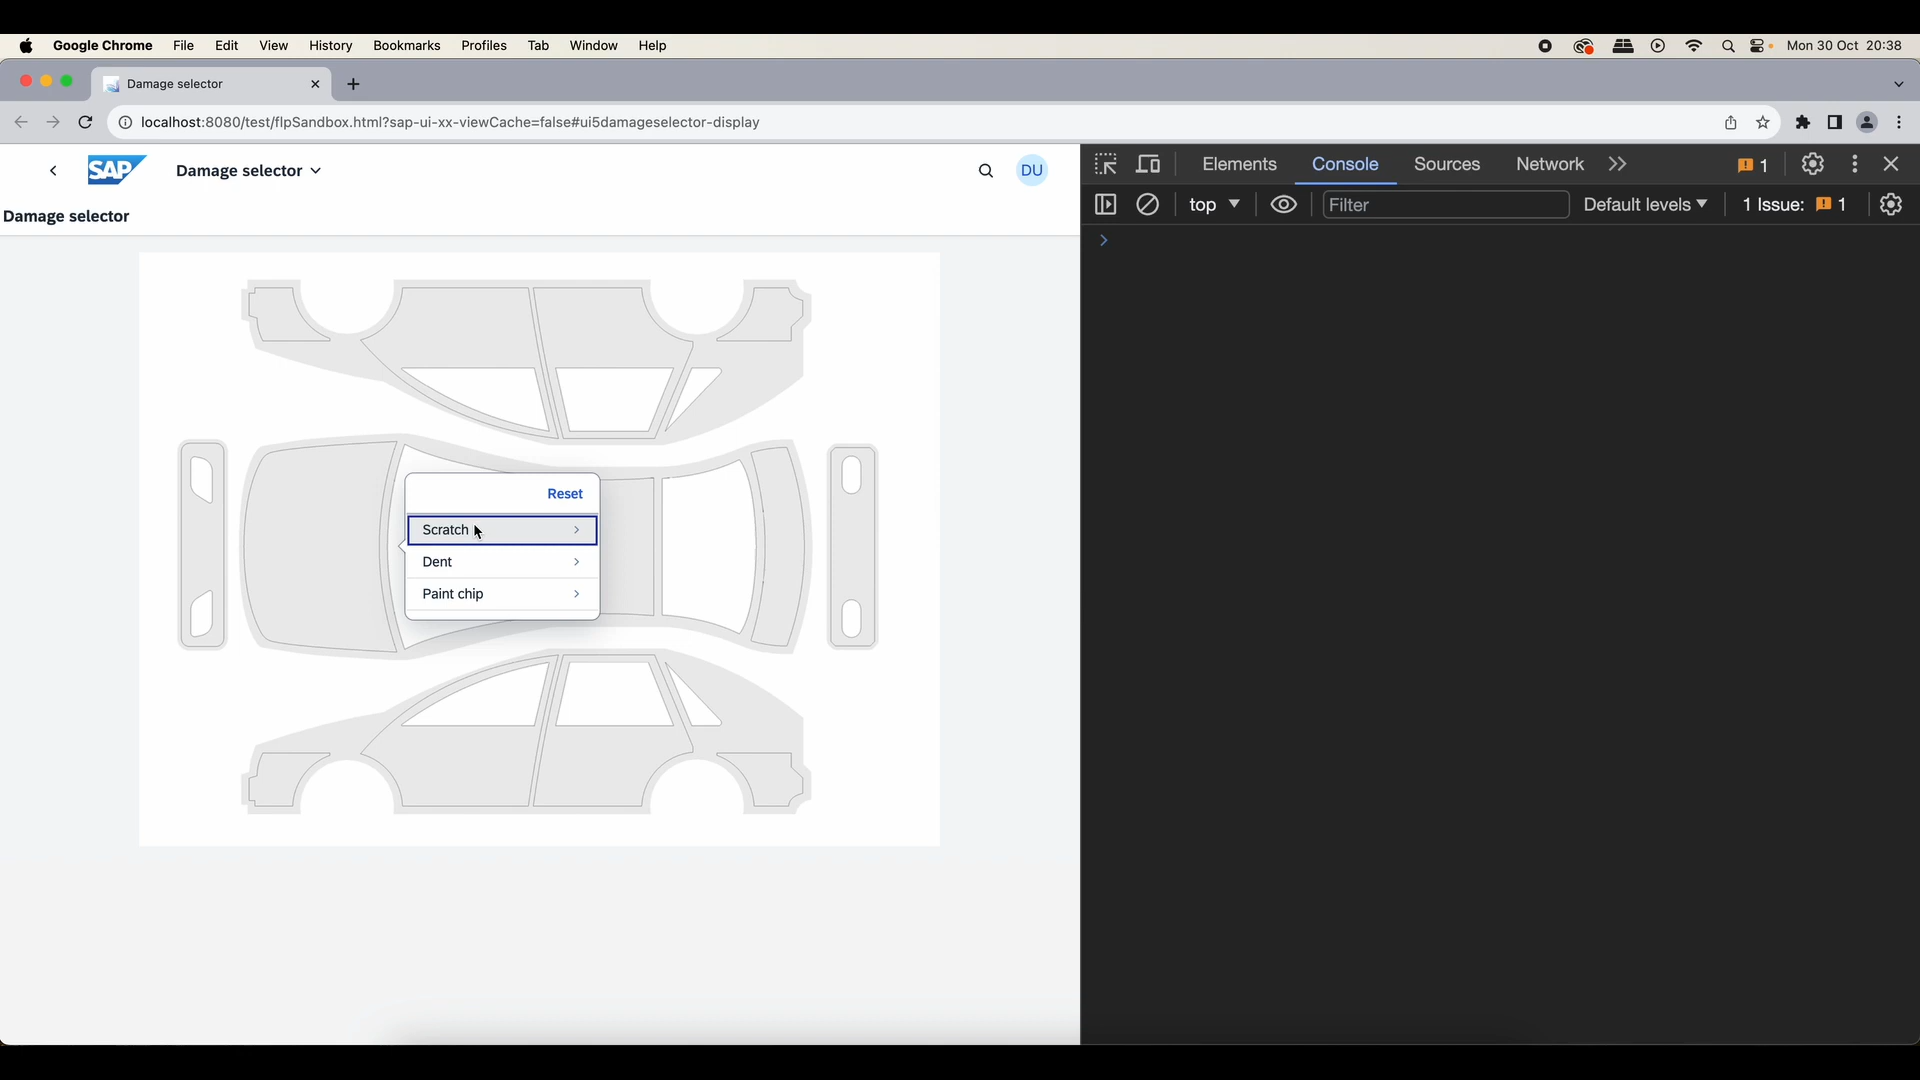 Google Chrome File Edit View History Bookmarks Profiles Tab Window Help Mon 30 Oct 20:38
Damage selector
localhost:8080/test/flpSandbox.html?sap-ui-xx-viewCache=false#ui5damageselector-display
SAP Damage selector DU
Damage selector
Reset
Scratch
Dent
Paint chip
Elements Console Sources Network 1
top Filter Default levels 1 Issue: 1